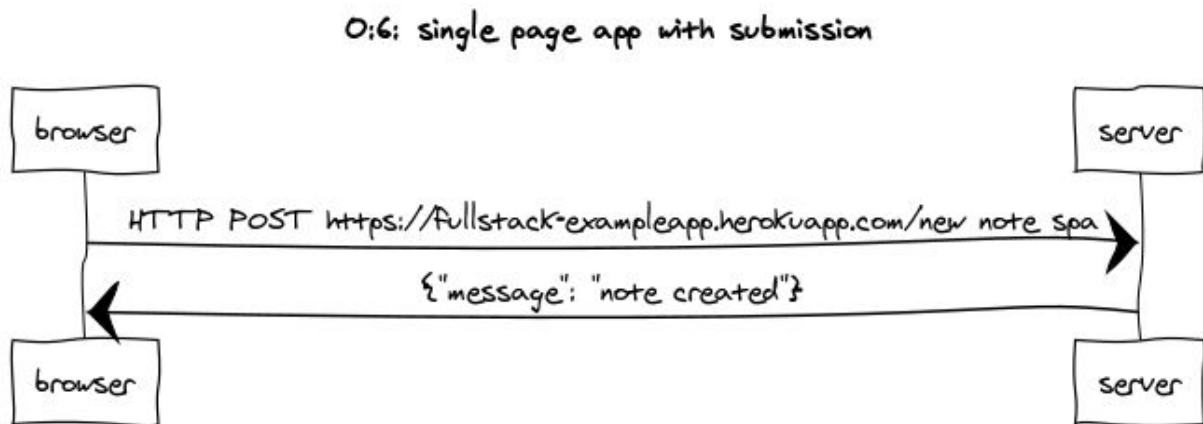 0:6: single page app with submission
browser
server
HTTP POST https://fullstack-exampleapp.herokuapp.com/new note spa
{"message": "note created"}
browser
server